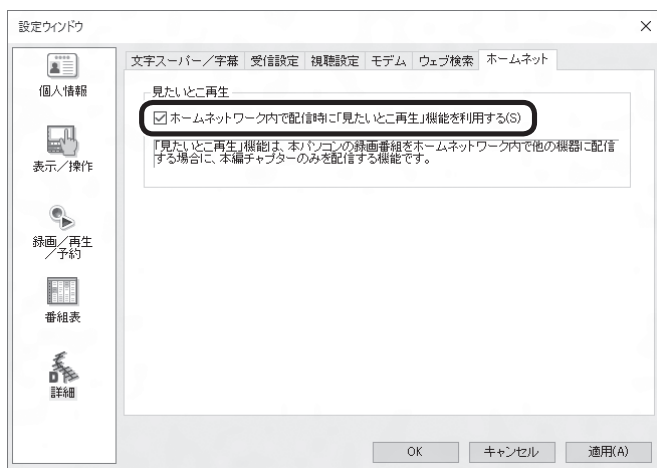 設定ウィンドウ
文字スーパー／字幕 受信設定 視聴設定 モデム ウェブ検索 ホームネット
個人情報
表示／操作
録画／再生
／予約
番組表
詳細
見たいとこ再生
ホームネットワーク内で配信時に「見たいとこ再生」機能を利用する(S)
「見たいとこ再生」機能は、本パソコンの録画番組をホームネットワーク内で他の機器に配信
する場合に、本編チャプターのみを配信する機能です。
OK キャンセル 適用(A)